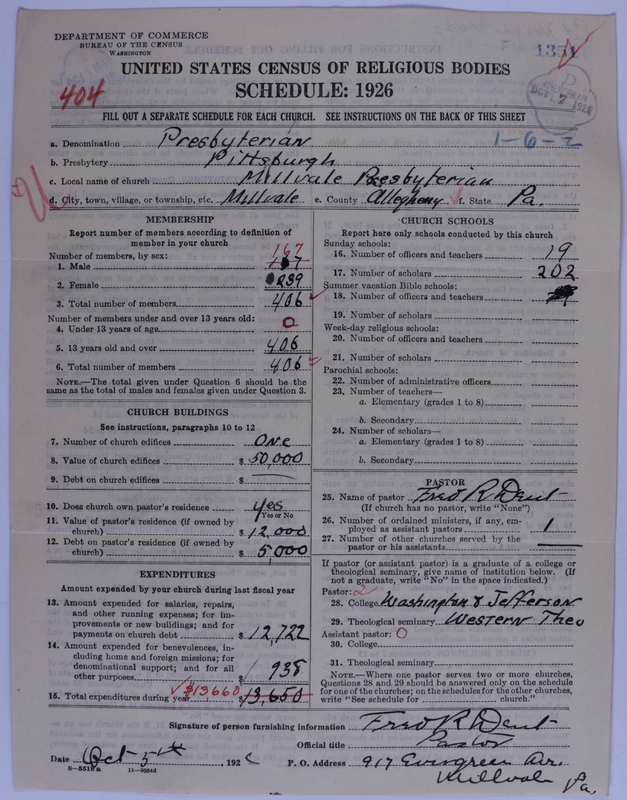 DEPARTMENT OF COMMERCE
BUREAU OF THE CENSUS
WASHINGTON
1351
UNITED STATES CENSUS OF RELIGIOUS BODIES
SCHEDULE: 1926
404
FILL OUT A SEPARATE SCHEDULE FOR EACH CHURCH. SEE INSTRUCTIONS ON THE BACK OF THIS SHEET
a. Denomination Presbyterian
1-6-2
b. Presbytery Pittsburgh
c. Local name of church Millvale Presbyterian
d. City, town, village, or township, etc. Millvale e. County Allegheny f. State Pa.
MEMBERSHIP
Report number of members according to definition of
member in your church
Number of members, by sex:
167
1. Male
2. Female 239
3. Total number of members 406
Number of members under and over 13 years old:
4. Under 13 years of age 0
5. 13 years old and over 406
6. Total number of members 406
NOTE.—The total given under Question 6 should be the
same as the total of males and females given under Question 3.
CHURCH BUILDINGS
See instructions, paragraphs 10 to 12
7. Number of church edifices One
8. Value of church edifices $ 50,000
9. Debt on church edifices $ —
10. Does church own pastor's residence yes
Yes or No
11. Value of pastor's residence (if owned by
church) $ 12,000
12. Debt on pastor's residence (if owned by
church) $ 5,000
EXPENDITURES
Amount expended by your church during last fiscal year
13. Amount expended for salaries, repairs,
and other running expenses; for im-
provements or new buildings; and for
payments on church debt $ 12,722
14. Amount expended for benevolences, in-
cluding home and foreign missions; for
denominational support; and for all
other purposes $ 938
15. Total expenditures during year $13660 $ 13,650
CHURCH SCHOOLS
Report here only schools conducted by this church
Sunday schools:
16. Number of officers and teachers 19
17. Number of scholars 202
Summer vacation Bible schools:
18. Number of officers and teachers
19. Number of scholars
Week-day religious schools:
20. Number of officers and teachers
21. Number of scholars
Parochial schools:
22. Number of administrative officers
23. Number of teachers—
a. Elementary (grades 1 to 8)
b. Secondary
24. Number of scholars—
a. Elementary (grades 1 to 8)
b. Secondary
PASTOR
25. Name of pastor Fred R Dent
(If church has no pastor, write "None")
26. Number of ordained ministers, if any, em-
ployed as assistant pastors 1
27. Number of other churches served by the
pastor or his assistants —
If pastor (or assistant pastor) is a graduate of a college or
theological seminary, give name of institution below. (If
not a graduate, write "No" in the space indicated.)
Pastor: 2
28. College Washington & Jefferson
29. Theological seminary Western Theo
Assistant pastor: 0
30. College
31. Theological seminary
NOTE.—Where one pastor serves two or more churches,
Questions 28 and 29 should be answered only on the schedule
for one of the churches; on the schedules for the other churches,
write "See schedule for church."
Signature of person furnishing information Fred R Dent
Official title Pastor
Date Oct 5th, 192 P. O. Address 917 Evergreen Av.
Millvale Pa.
8-5518 a 11-9054d